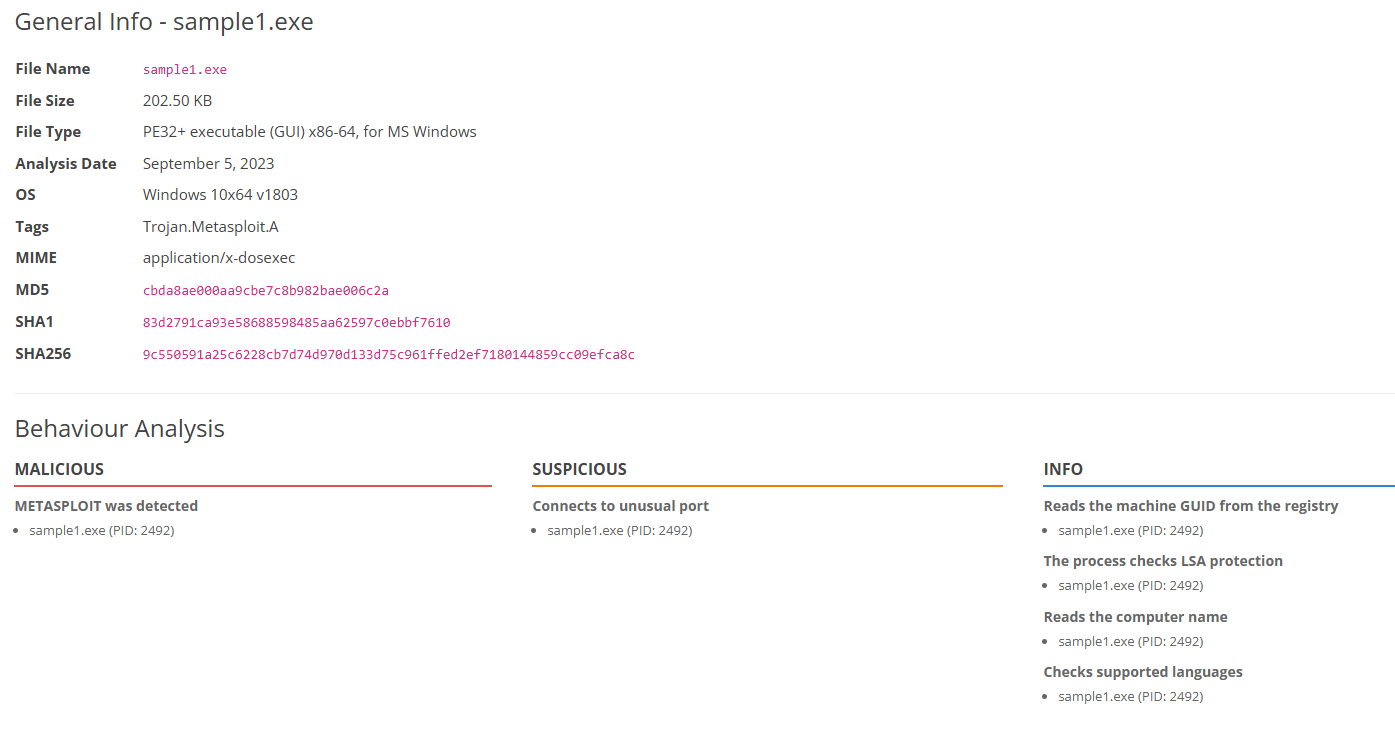 General Info - sample1.exe
File Name sample1.exe
File Size 202.50 KB
File Type PE32+ executable (GUI) x86-64, for MS Windows
Analysis Date September 5, 2023
OS Windows 10x64 v1803
Tags Trojan.Metasploit.A
MIME application/x-dosexec
MD5 cbda8ae000aa9cbe7c8b982bae006c2a
SHA1 83d2791ca93e58688598485aa62597c0ebbf7610
SHA256 9c550591a25c6228cb7d74d970d133d75c961ffed2ef7180144859cc09efca8c
Behaviour Analysis
MALICIOUS
METASPLOIT was detected
• sample1.exe (PID: 2492)
SUSPICIOUS
Connects to unusual port
• sample1.exe (PID: 2492)
INFO
Reads the machine GUID from the registry
• sample1.exe (PID: 2492)
The process checks LSA protection
• sample1.exe (PID: 2492)
Reads the computer name
• sample1.exe (PID: 2492)
Checks supported languages
• sample1.exe (PID: 2492)